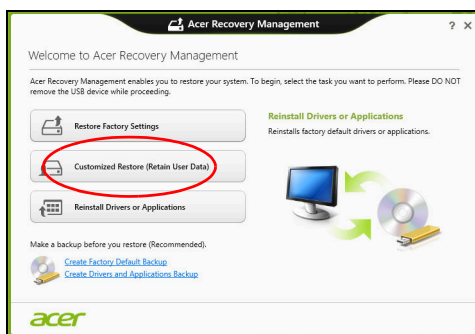 Acer Recovery Management
? X
Welcome to Acer Recovery Management
Acer Recovery Management enables you to restore your system. To begin, select the task you want to perform. Please DO NOT
remove the USB device while proceeding.
Restore Factory Settings
Customized Restore (Retain User Data)
Reinstall Drivers or Applications
Reinstall Drivers or Applications
Reinstalls factory default drivers or applications.
Make a backup before you restore (Recommended).
Create Factory Default Backup
Create Drivers and Applications Backup
acer